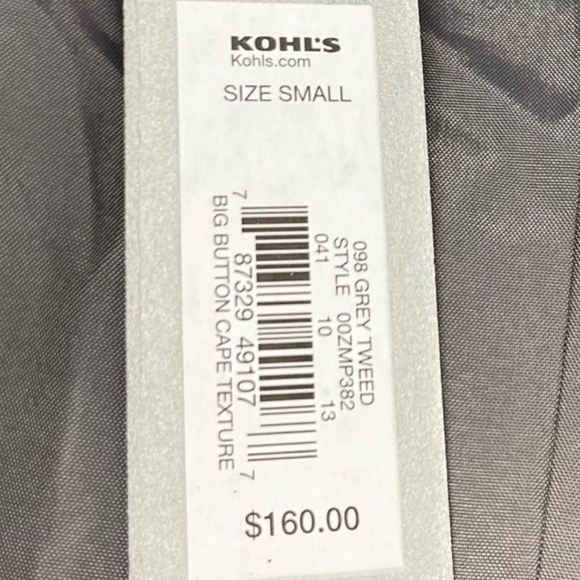 KOHL'S
Kohls.com
SIZE SMALL
098 GREY TWEED
STYLE 00ZMP382
041 10 13
7 87329 49107 7
BIG BUTTON CAPE TEXTURE
$160.00